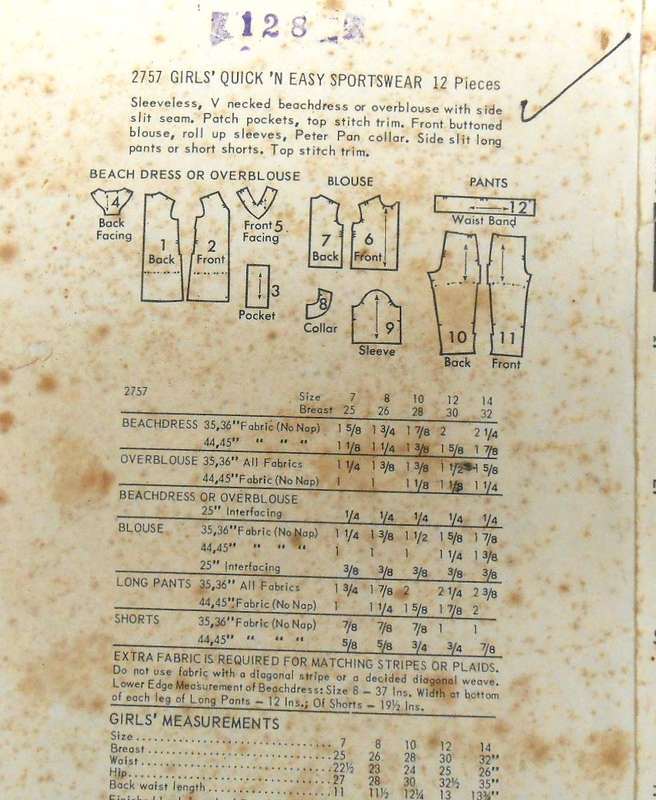 128
2757 GIRLS' QUICK 'N EASY SPORTSWEAR 12 Pieces
Sleeveless, V necked beachdress or overblouse with side
slit seam. Patch pockets, top stitch trim. Front buttoned
blouse, roll up sleeves, Peter Pan collar. Side slit long
pants or short shorts. Top stitch trim.
BEACH DRESS OR OVERBLOUSE BLOUSE PANTS
4 Back Facing
1 Back
2 Front
Front 5 Facing
3 Pocket
7 Back
6 Front
8 Collar
9 Sleeve
12 Waist Band
10 Back
11 Front
2757 Size 7 8 10 12 14
Breast 25 26 28 30 32
BEACHDRESS 35,36" Fabric (No Nap) 1 5/8 1 3/4 1 7/8 2 2 1/4
44,45" " " " 1 1/8 1 1/4 1 3/8 1 5/8 1 7/8
OVERBLOUSE 35,36" All Fabrics 1 1/4 1 3/8 1 3/8 1 1/2 1 5/8
44,45" Fabric (No Nap) 1 1 1 1/8 1 1/8 1 1/4
BEACHDRESS OR OVERBLOUSE
25" Interfacing 1/4 1/4 1/4 1/4 1/4
BLOUSE 35,36" Fabric (No Nap) 1 1/4 1 3/8 1 1/2 1 5/8 1 7/8
44,45" " " " 1 1 1 1 1/4 1 3/8
25" Interfacing 3/8 3/8 3/8 3/8 3/8
LONG PANTS 35,36" All Fabrics 1 3/4 1 7/8 2 2 1/4 2 3/8
44,45" Fabric (No Nap) 1 1 1/4 1 5/8 1 7/8 2
SHORTS 35,36" Fabric (No Nap) 7/8 7/8 7/8 1 1
44,45" " " " 5/8 5/8 3/4 3/4 7/8
EXTRA FABRIC IS REQUIRED FOR MATCHING STRIPES OR PLAIDS.
Do not use fabric with a diagonal stripe or a decided diagonal weave.
Lower Edge Measurement of Beachdress: Size 8 – 37 Ins. Width at bottom
of each leg of Long Pants – 12 Ins.; Of Shorts – 19½ Ins.
GIRLS' MEASUREMENTS
Size 7 8 10 12 14
Breast 25 26 28 30 32"
Waist 22½ 23 24 25 26"
Hip 27 28 30 32½ 35"
Back waist length 11 11½ 12¼ 13